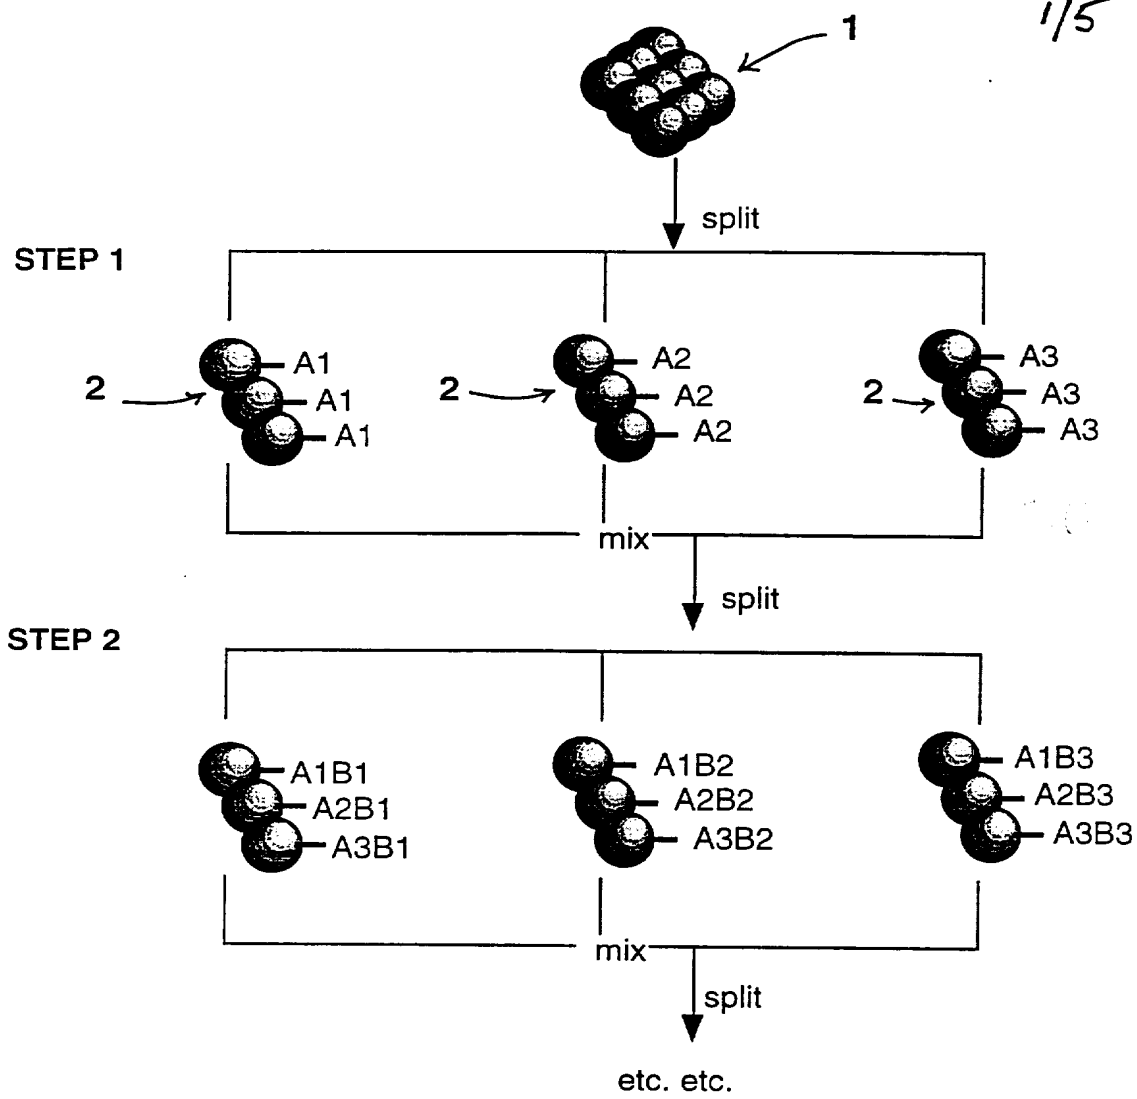 1/5
1
split
STEP 1
A1 A2 A3
2 A1 2 A2 2 A3
A1 A2 A3
mix
split
STEP 2
A1B1 A1B2 A1B3
A2B1 A2B2 A2B3
A3B1 A3B2 A3B3
mix
split
etc. etc.